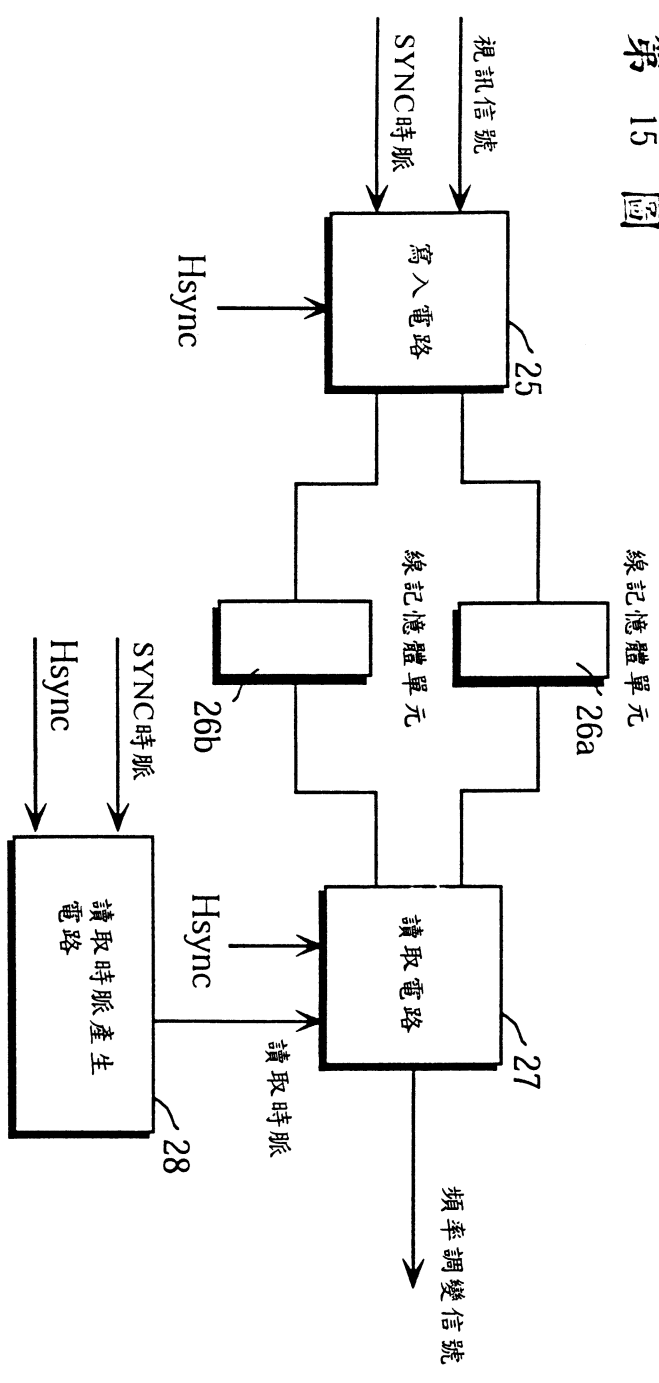 第 15 圖
視訊信號
SYNC時脈
寫入電路
25
Hsync
線記憶體單元
26a
線記憶體單元
26b
讀取電路
27
Hsync
讀取時脈
頻率調變信號
SYNC時脈
Hsync
讀取時脈產生
電路
28